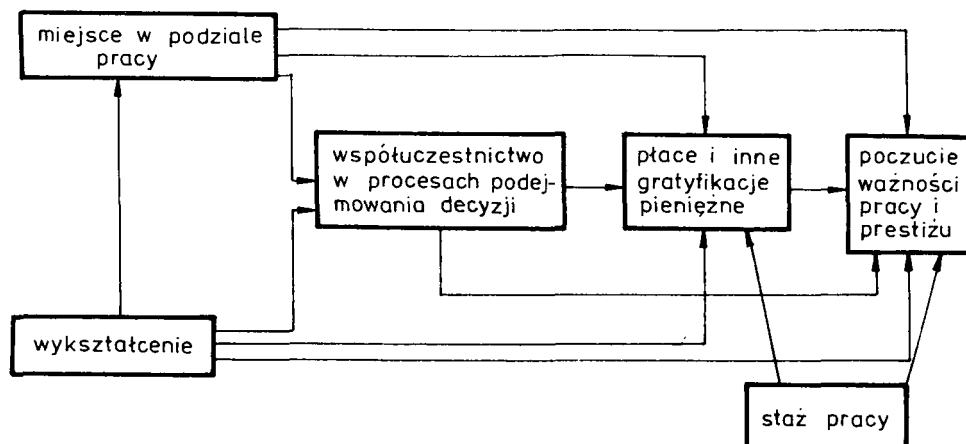 miejsce w podziale
pracy
współuczestnictwo
w procesach podej-
mowania decyzji
płace i inne
gratyfikacje
pieniężne
poczucie
ważności
pracy i
prestiżu
wykształcenie
staż pracy